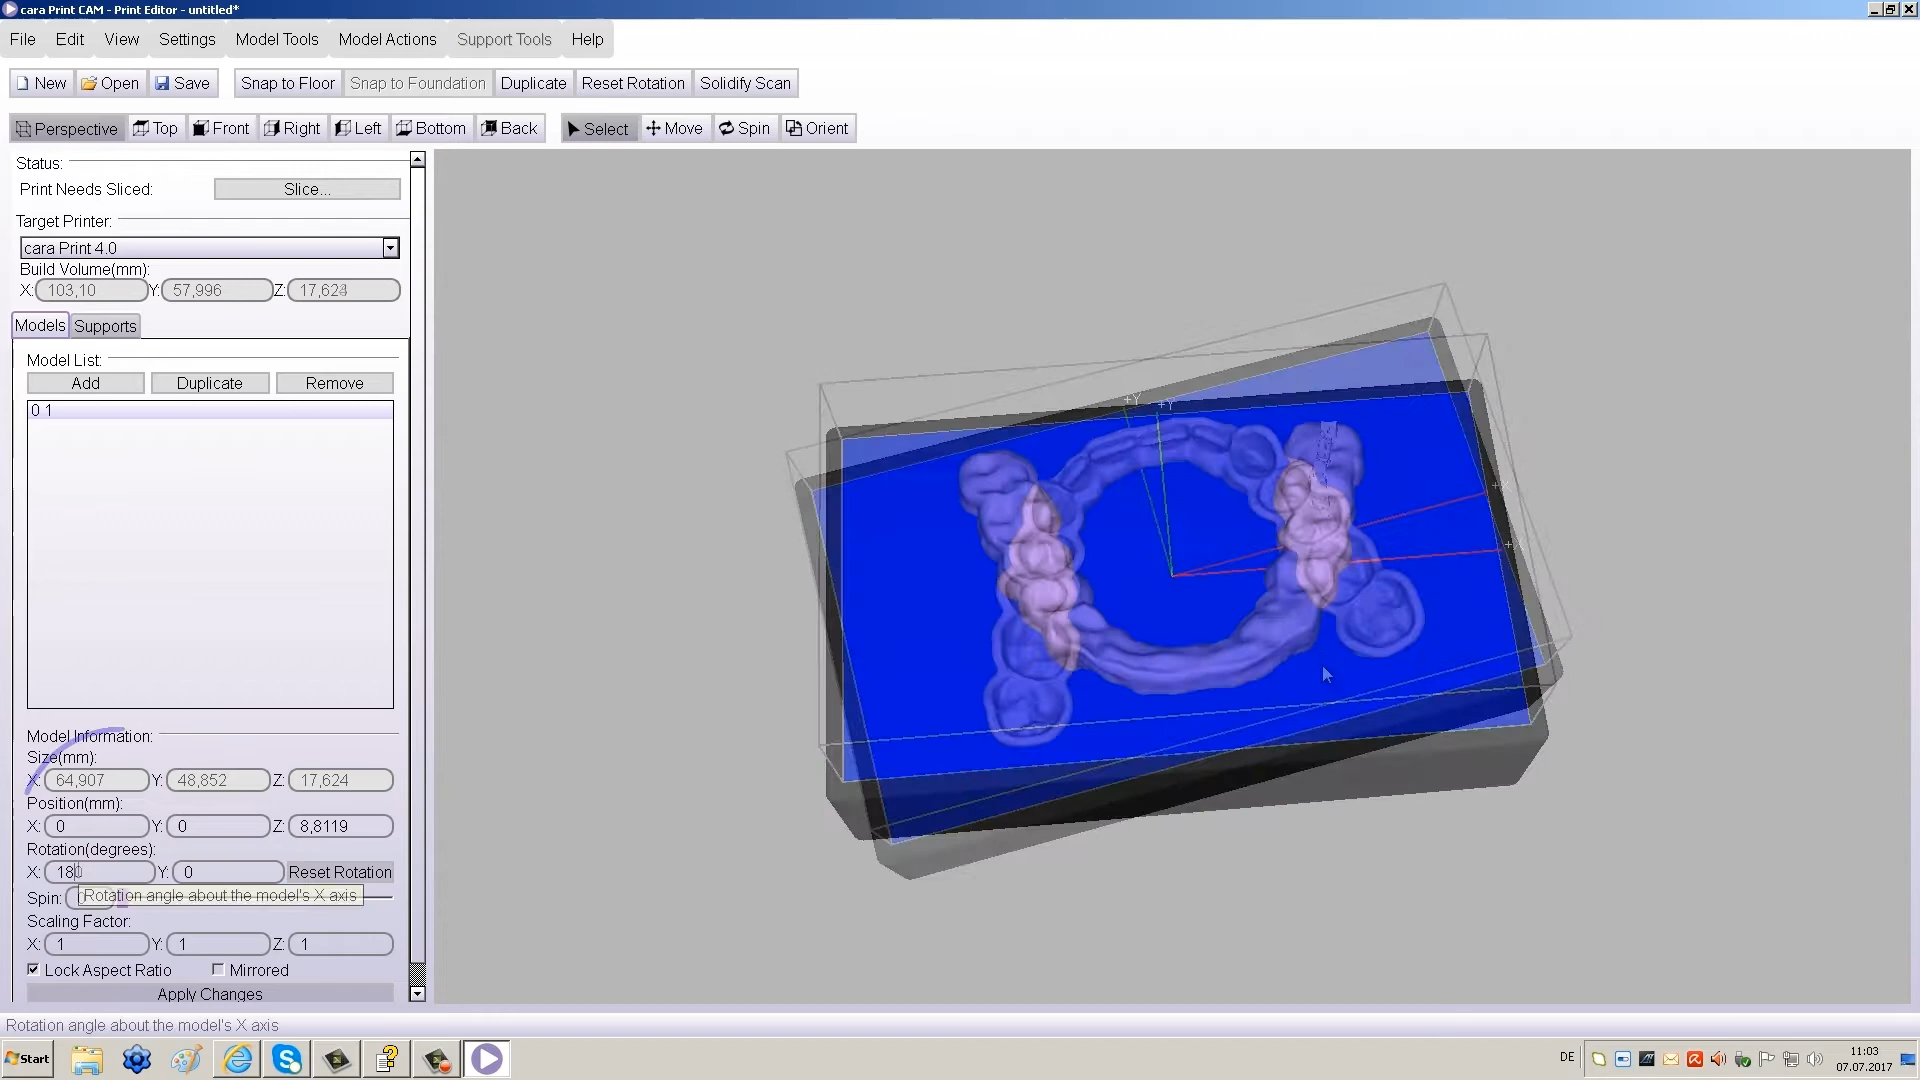 cara Print CAM - Print Editor - untitled*
File Edit View Settings Model Tools Model Actions Support Tools Help
New Open Save Snap to Floor Snap to Foundation Duplicate Reset Rotation Solidify Scan
Perspective Top Front Right Left Bottom Back Select Move Spin Orient
Status:
Print Needs Sliced: Slice...
Target Printer:
cara Print 4.0
Build Volume(mm):
X: 103,10 Y: 57,996 Z: 17,624
Models Supports
Model List:
Add Duplicate Remove
0 1
+Y +Y
+X
+X
Model Information:
Size(mm):
X: 64,907 Y: 48,852 Z: 17,624
Position(mm):
X: 0 Y: 0 Z: 8,8119
Rotation(degrees):
X: 180 Y: 0 Reset Rotation
Spin: Rotation angle about the model's X axis
Scaling Factor:
X: 1 Y: 1 Z: 1
Lock Aspect Ratio Mirrored
Apply Changes
Rotation angle about the model's X axis
Start DE 11:03
07.07.2017